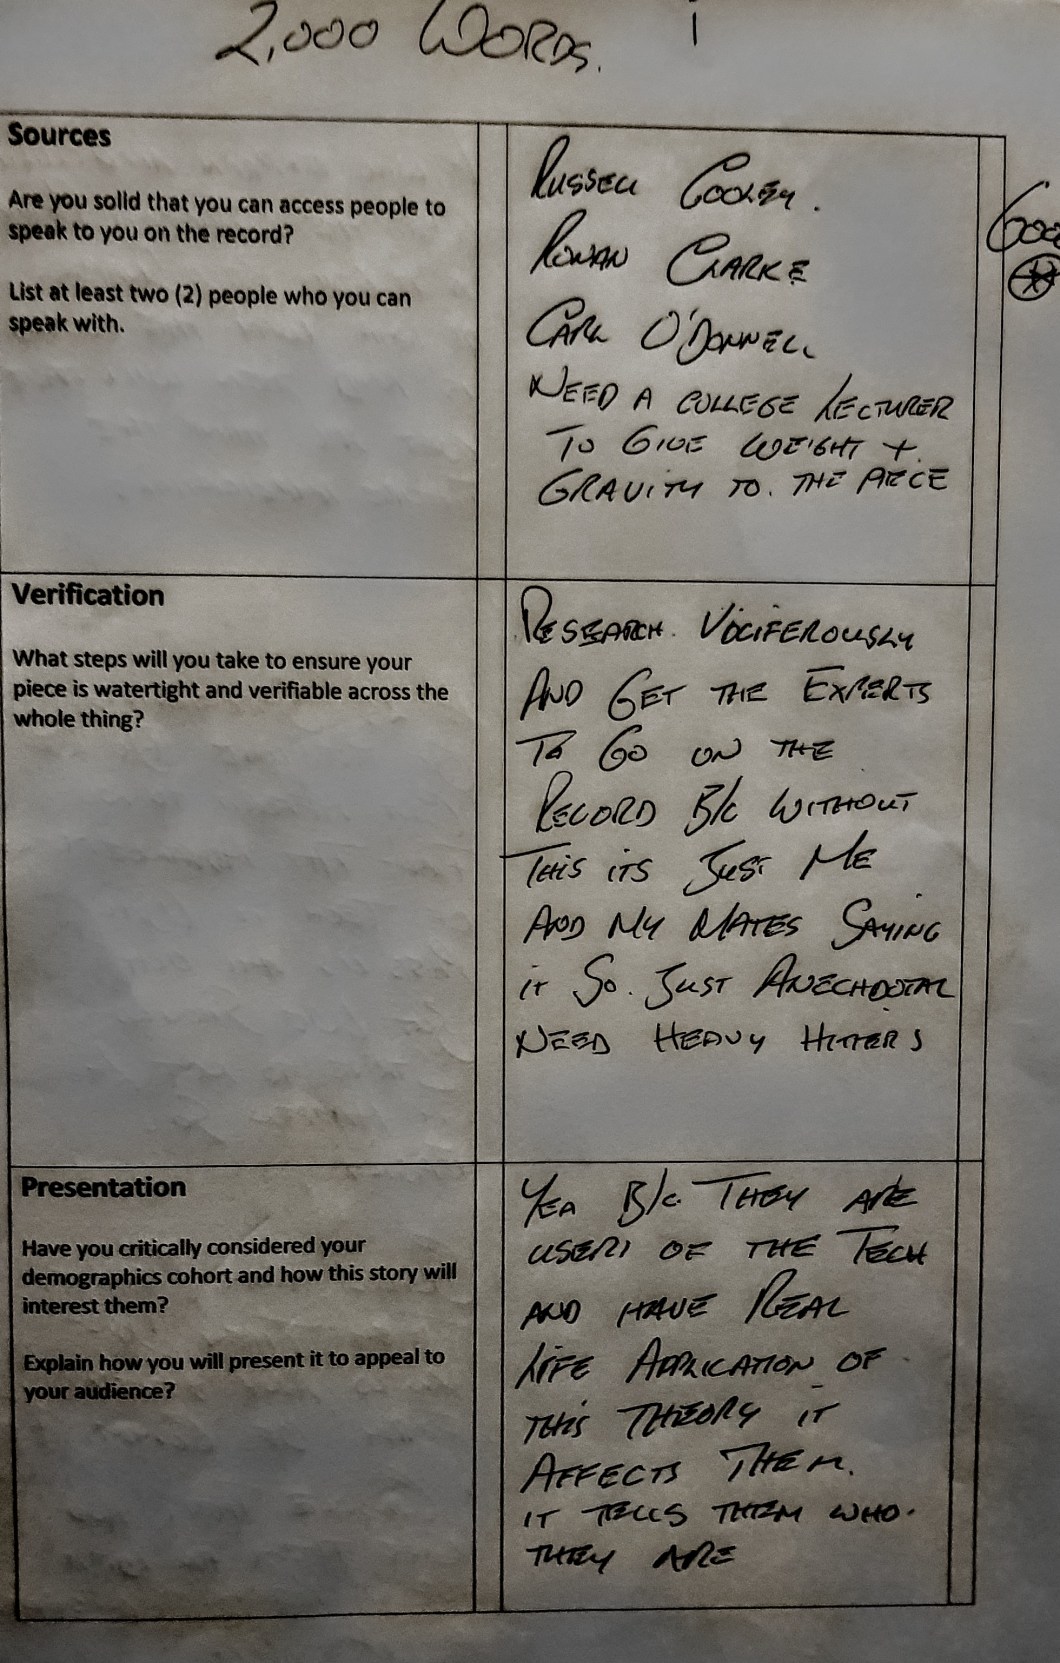 2,000 WORDS.
Sources
Are you solid that you can access people to
speak to you on the record?
List at least two (2) people who you can
speak with.
RUSSELL COOLEY.
ROWAN CLARKE
CARL O'DONNELL
NEED A COLLEGE LECTURER
TO GIVE WEIGHT +
GRAVITY TO. THE PIECE
Verification
What steps will you take to ensure your
piece is watertight and verifiable across the
whole thing?
RESEARCH. VOCIFEROUSLY
AND GET THE EXPERTS
TO GO ON THE
RECORD B/C WITHOUT
THIS ITS JUST ME
AND MY MATES SAYING
IT SO. JUST ANECHDOTAL
NEED HEAVY HITTERS
Presentation
Have you critically considered your
demographics cohort and how this story will
interest them?
Explain how you will present it to appeal to
your audience?
YEA B/C. THEY ARE
USERS OF THE TECH
AND HAVE REAL
LIFE APPLICATION OF
THIS THEORY IT
AFFECTS THEM.
IT TELLS THEM WHO.
THEY ARE